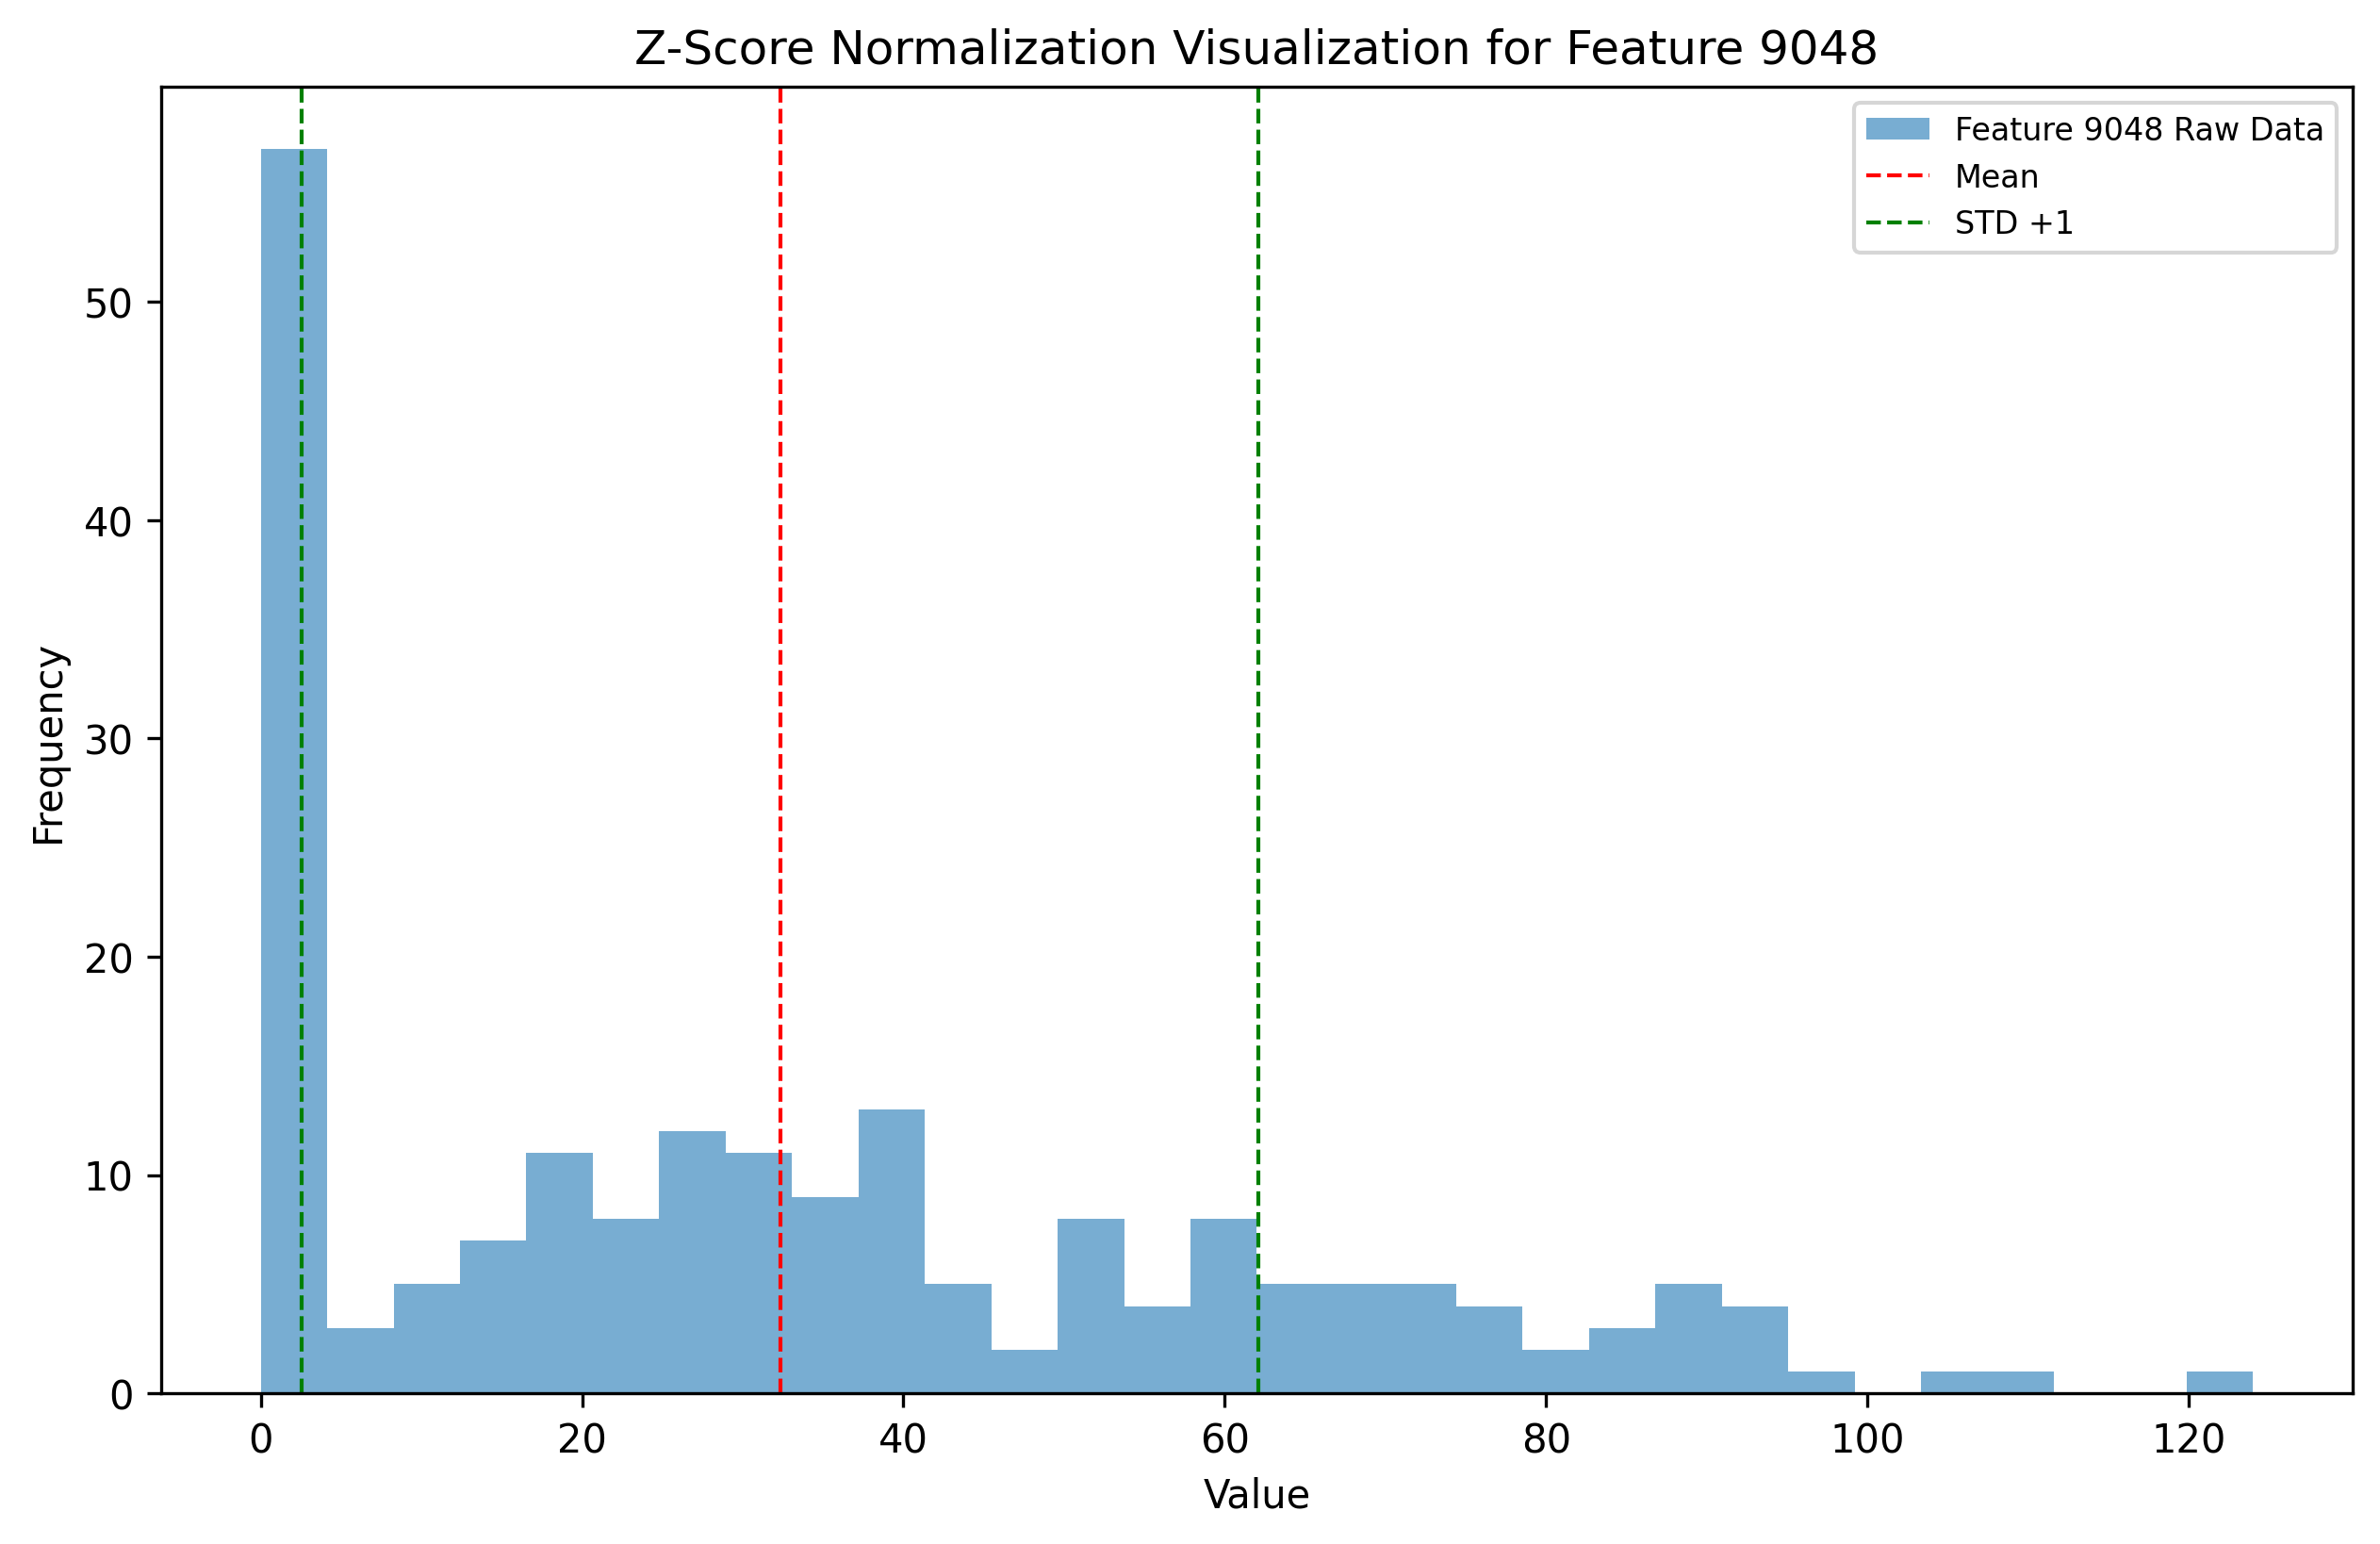 Z-Score Normalization Visualization for Feature 9048
Feature 9048 Raw Data
Mean
STD +1
Frequency
50
40
30
20
10
0
0 20 40 60 80 100 120
Value